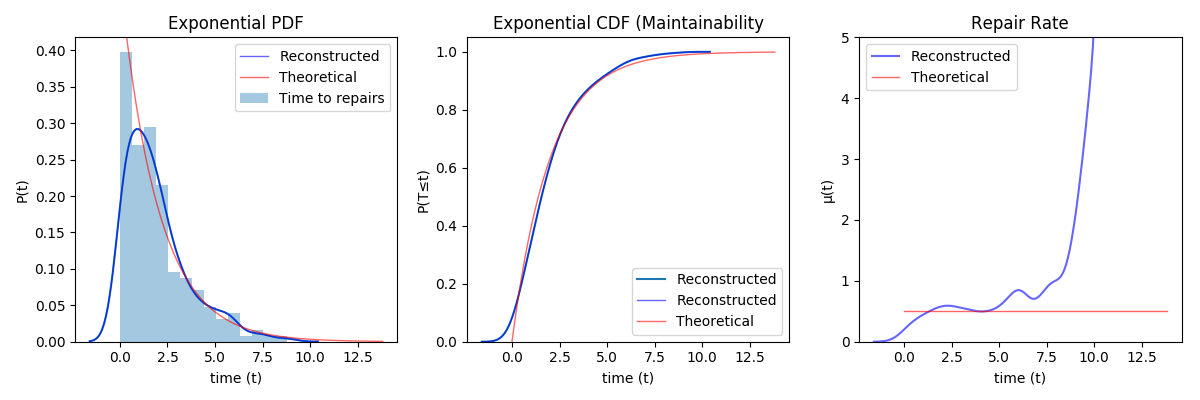 Exponential PDF
0.40
0.35
0.30
0.25
0.20
0.15
0.10
0.05
0.00
P(t)
Reconstructed
Theoretical
Time to repairs
0.0 2.5 5.0 7.5 10.0 12.5
time (t)
Exponential CDF (Maintainability
1.0
0.8
0.6
0.4
0.2
0.0
P(T≤t)
Reconstructed
Reconstructed
Theoretical
0.0 2.5 5.0 7.5 10.0 12.5
time (t)
Repair Rate
5
4
3
2
1
0
μ(t)
Reconstructed
Theoretical
0.0 2.5 5.0 7.5 10.0 12.5
time (t)